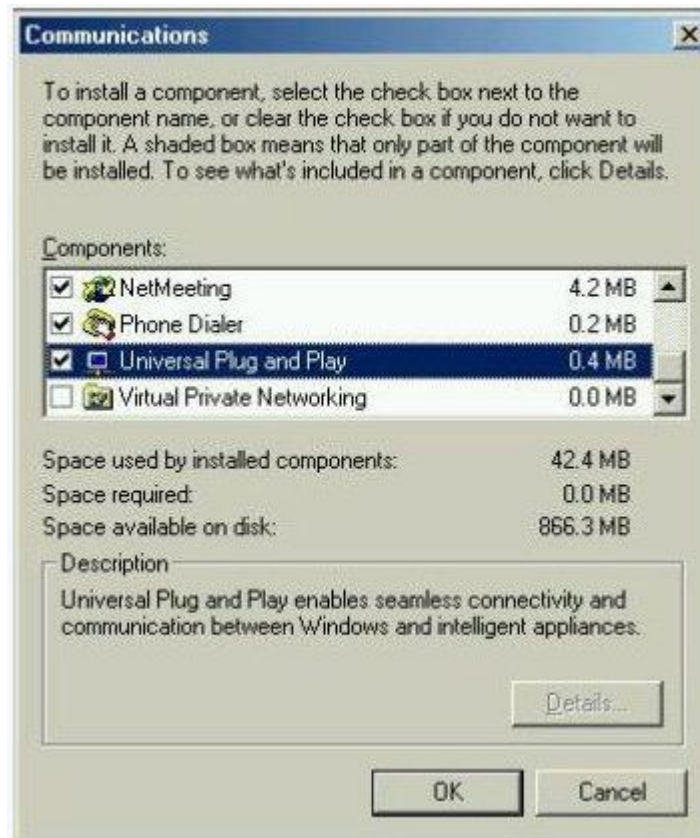 Communications
To install a component, select the check box next to the
component name, or clear the check box if you do not want to
install it. A shaded box means that only part of the component will
be installed. To see what's included in a component, click Details.
Components:
NetMeeting 4.2 MB
Phone Dialer 0.2 MB
Universal Plug and Play 0.4 MB
Virtual Private Networking 0.0 MB
Space used by installed components: 42.4 MB
Space required: 0.0 MB
Space available on disk: 866.3 MB
Description
Universal Plug and Play enables seamless connectivity and
communication between Windows and intelligent appliances.
Details...
OK Cancel